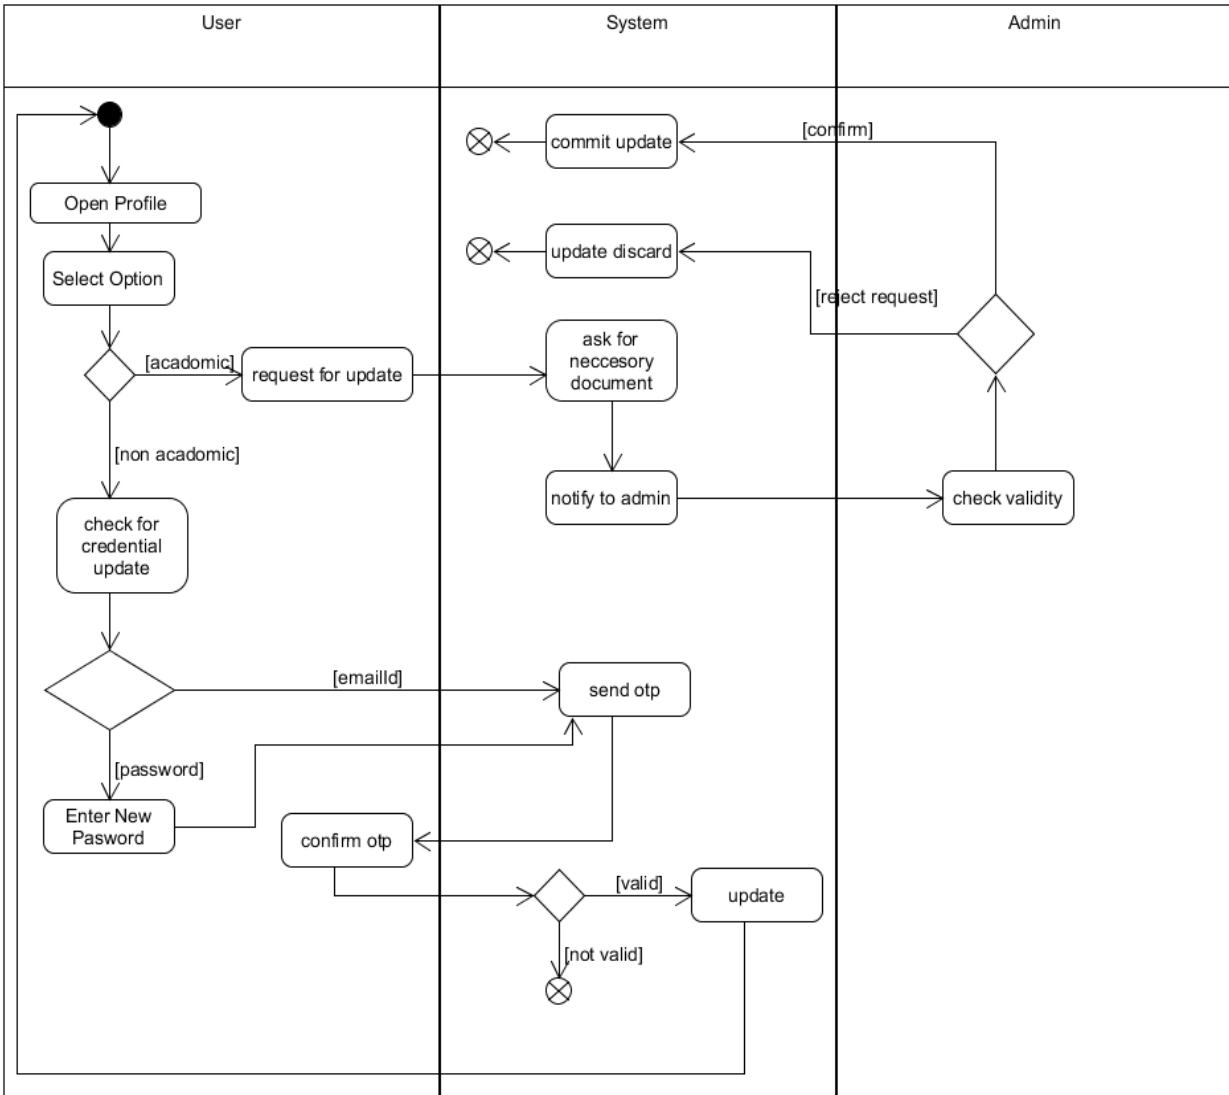 User
System
Admin
Open Profile
Select Option
[acadomic]
request for update
[non acadomic]
check for
credential
update
[emailId]
[password]
Enter New
Pasword
confirm otp
commit update
update discard
ask for
neccesory
document
notify to admin
send otp
[valid]
update
[not valid]
[confirm]
[reject request]
check validity